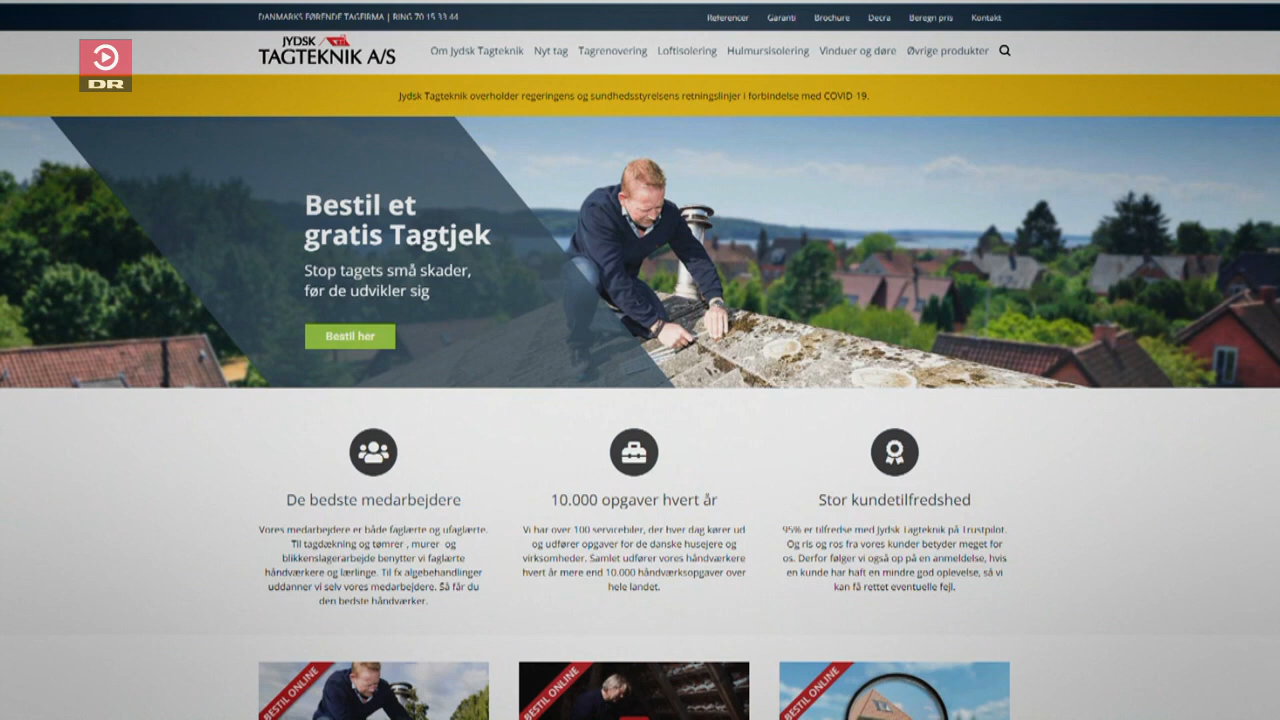 DANMARKS FØRENDE TAGFIRMA | RING 70 15 33 44
Referencer Garanti Brochure Decra Beregn pris Kontakt
DR
JYDSK
TAGTEKNIK A/S
Om Jydsk Tagteknik Nyt tag Tagrenovering Loftisolering Hulmursisolering Vinduer og døre Øvrige produkter
Jydsk Tagteknik overholder regeringens og sundhedsstyrelsens retningslinjer i forbindelse med COVID 19.
Bestil et
gratis Tagtjek
Stop tagets små skader,
før de udvikler sig
Bestil her
De bedste medarbejdere
Vores medarbejdere er både faglærte og ufaglærte.
Til tagdækning og tømrer , murer og
blikkenslagerarbejde benytter vi faglærte
håndværkere og lærlinge. Til fx algebehandlinger
uddanner vi selv vores medarbejdere. Så får du
den bedste håndværker.
10.000 opgaver hvert år
Vi har over 100 servicebiler, der hver dag kører ud
og udfører opgaver for de danske husejere og
virksomheder. Samlet udfører vores håndværkere
hvert år mere end 10.000 håndværksopgaver over
hele landet.
Stor kundetilfredshed
95% er tilfredse med Jydsk Tagteknik på Trustpilot.
Og ris og ros fra vores kunder betyder meget for
os. Derfor følger vi også op på en anmeldelse, hvis
en kunde har haft en mindre god oplevelse, så vi
kan få rettet eventuelle fejl.
BESTIL ONLINE
BESTIL ONLINE
BESTIL ONLINE